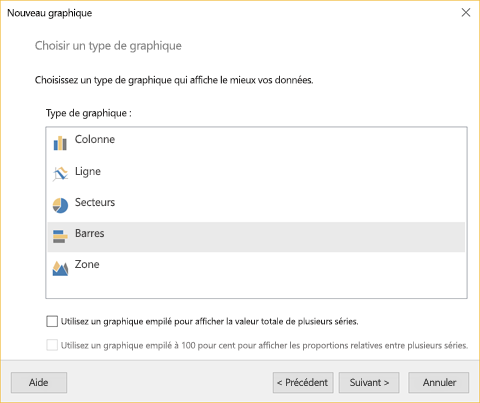 Nouveau graphique
Choisir un type de graphique
Choisissez un type de graphique qui affiche le mieux vos données.
Type de graphique :
Colonne
Ligne
Secteurs
Barres
Zone
Utilisez un graphique empilé pour afficher la valeur totale de plusieurs séries.
Utilisez un graphique empilé à 100 pour cent pour afficher les proportions relatives entre plusieurs séries.
Aide
< Précédent
Suivant >
Annuler